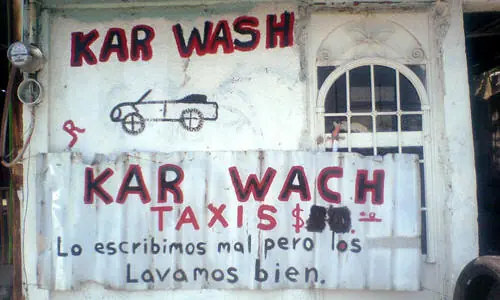 KAR WASH
KAR WACH
TAXIS $
Lo escribimos mal pero los
Lavamos bien.